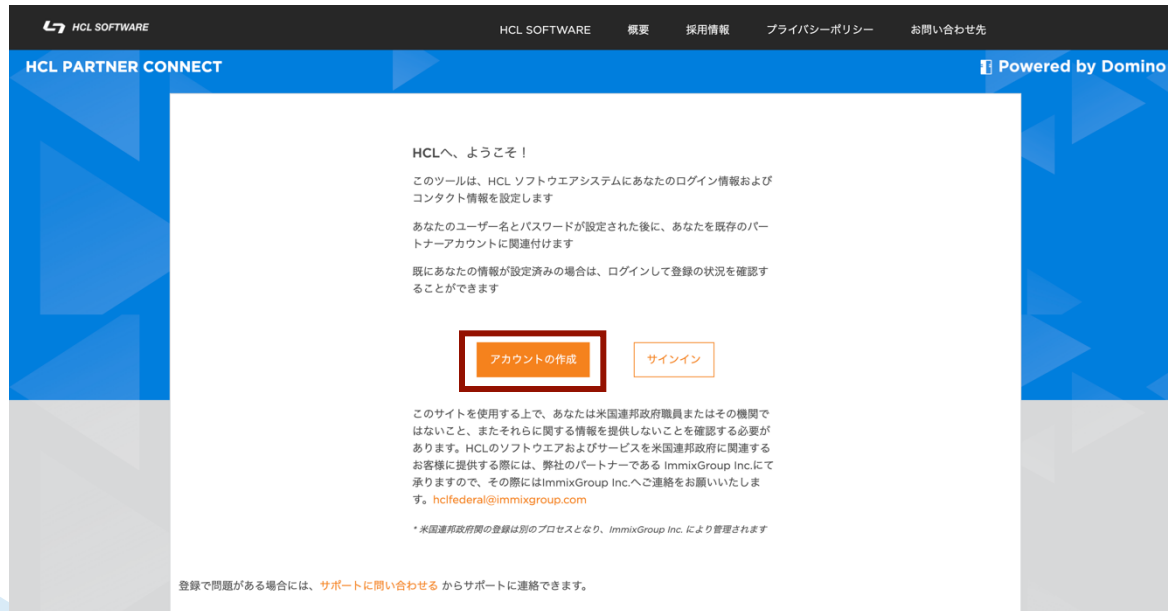 HCL SOFTWARE
HCL SOFTWARE 概要 採用情報 プライバシーポリシー お問い合わせ先
HCL PARTNER CONNECT
Powered by Domino
HCLへ、ようこそ！
このツールは、HCL ソフトウエアシステムにあなたのログイン情報および
コンタクト情報を設定します
あなたのユーザー名とパスワードが設定された後に、あなたを既存のパー
トナーアカウントに関連付けます
既にあなたの情報が設定済みの場合は、ログインして登録の状況を確認す
ることができます
アカウントの作成
サインイン
このサイトを使用する上で、あなたは米国連邦政府職員またはその機関で
はないこと、またそれらに関する情報を提供しないことを確認する必要が
あります。HCLのソフトウエアおよびサービスを米国連邦政府に関連する
お客様に提供する際には、弊社のパートナーである ImmixGroup Inc.にて
承りますので、その際にはImmixGroup Inc.へご連絡をお願いいたしま
す。hclfederal@immixgroup.com
* 米国連邦政府関の登録は別のプロセスとなり、ImmixGroup Inc. により管理されます
登録で問題がある場合には、サポートに問い合わせる からサポートに連絡できます。